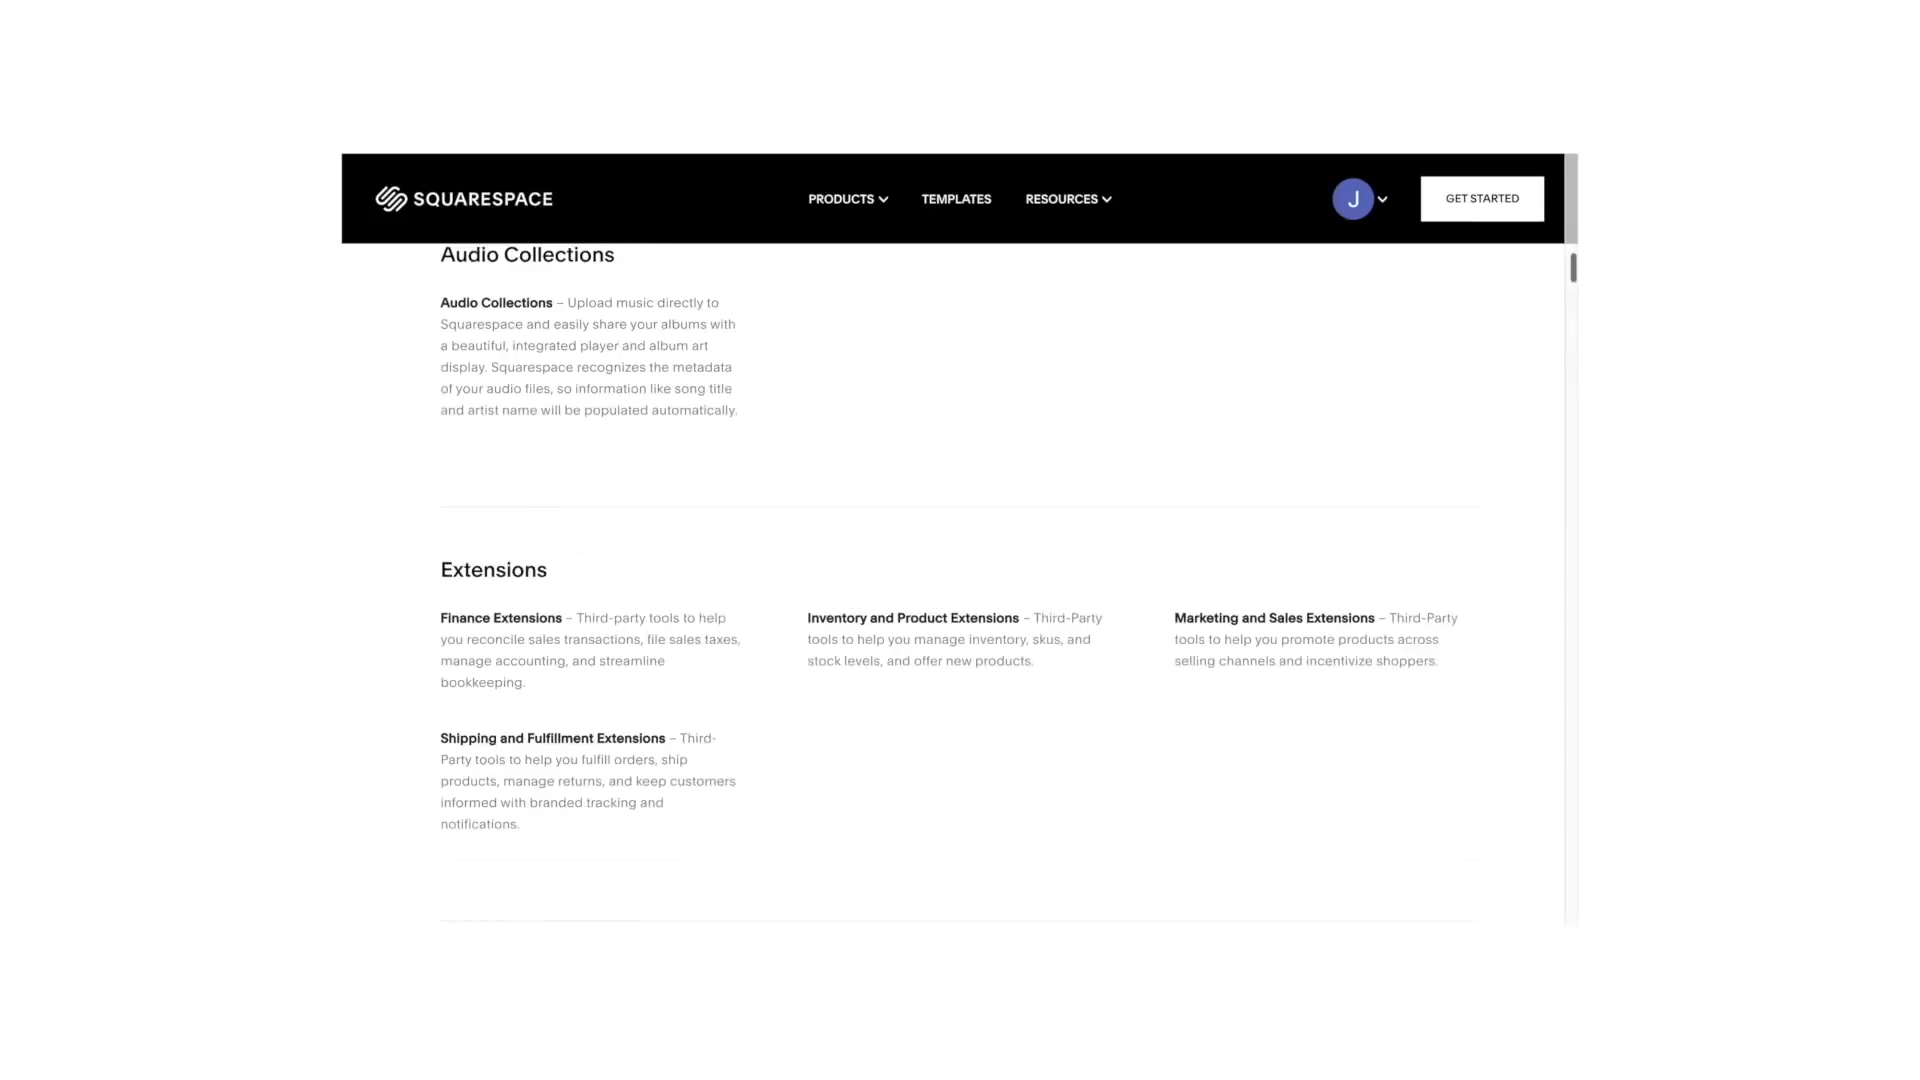 SQUARESPACE
PRODUCTS
TEMPLATES
RESOURCES
J
GET STARTED
Audio Collections
Audio Collections – Upload music directly to
Squarespace and easily share your albums with
a beautiful, integrated player and album art
display. Squarespace recognizes the metadata
of your audio files, so information like song title
and artist name will be populated automatically.
Extensions
Finance Extensions – Third-party tools to help
you reconcile sales transactions, file sales taxes,
manage accounting, and streamline
bookkeeping.
Inventory and Product Extensions – Third-Party
tools to help you manage inventory, skus, and
stock levels, and offer new products.
Marketing and Sales Extensions – Third-Party
tools to help you promote products across
selling channels and incentivize shoppers.
Shipping and Fulfillment Extensions – Third-
Party tools to help you fulfill orders, ship
products, manage returns, and keep customers
informed with branded tracking and
notifications.